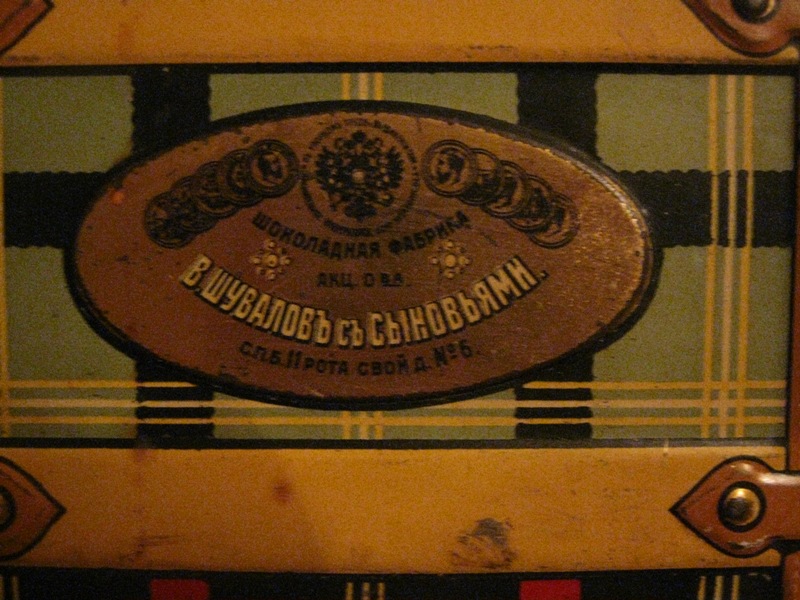 ШОКОЛАДНАЯ ФАБРИКА
АКЦ. О ВА.
В. ШУВАЛОВЪ СЪ СЫНОВЬЯМИ.
С.П.Б. 11 РОТА СВОЙ Д. №6.